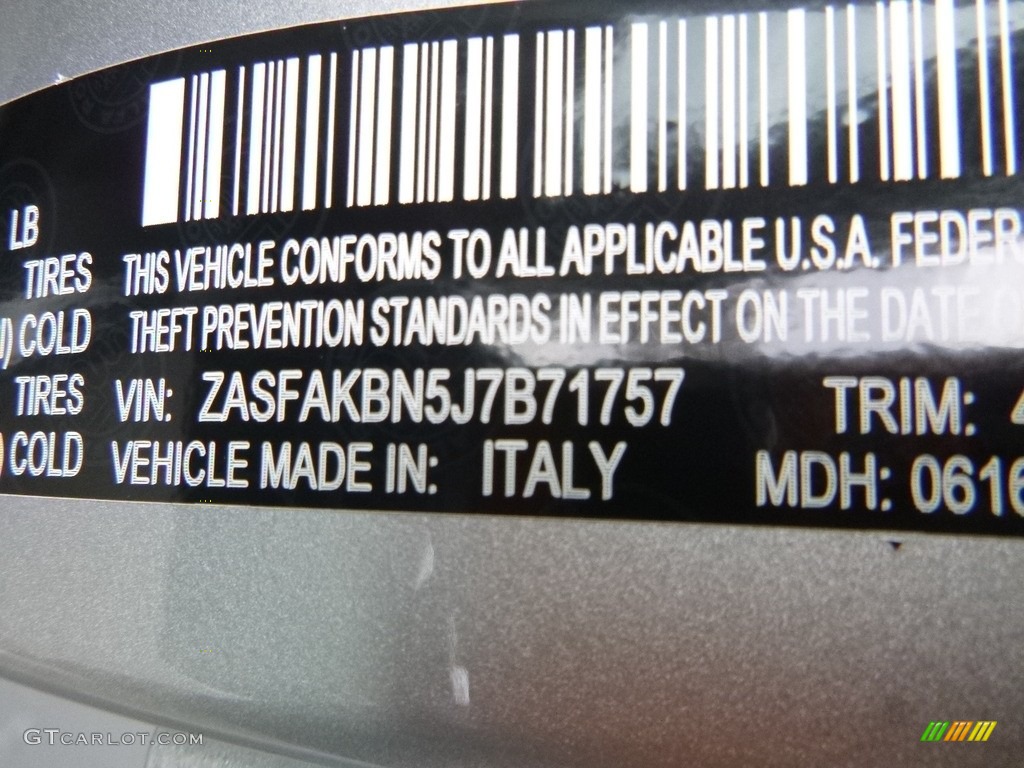 LB
TIRES THIS VEHICLE CONFORMS TO ALL APPLICABLE U.S.A. FEDER
) COLD THEFT PREVENTION STANDARDS IN EFFECT ON THE DATE
TIRES VIN: ZASFAKBN5J7B71757 TRIM: 4
) COLD VEHICLE MADE IN: ITALY MDH: 0616
GTCARLOT.COM